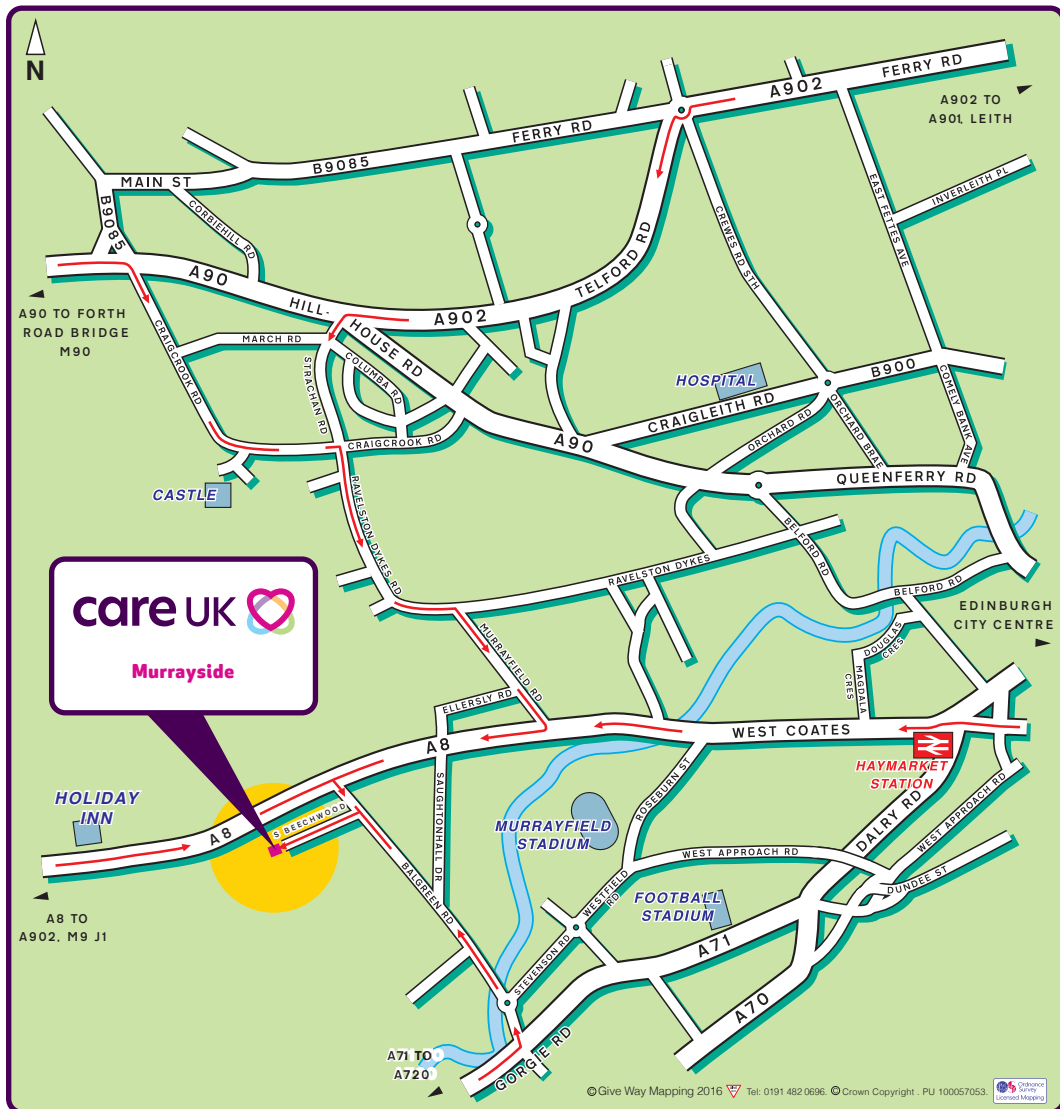 N
FERRY RD
A902
A902 TO
A901, LEITH
FERRY RD
B9085
MAIN ST
CORBIEHILL RD
B9085
EAST FETTES AVE
INVERLEITH PL
CREWES RD STH
TELFORD RD
A90
HILL-
HOUSE RD
A902
A90 TO FORTH
ROAD BRIDGE
M90
CRAIGCROOK RD
MARCH RD
STRACHAN RD
COLUMBA RD
CRAIGCROOK RD
HOSPITAL
CRAIGLEITH RD
B900
COMELY BANK AVE
ORCHARD RD
ORCHARD BRAE
A90
QUEENFERRY RD
CASTLE
RAVELSTON DYKES RD
RAVELSTON DYKES
BELFORD RD
BELFORD RD
EDINBURGH
CITY CENTRE
care UK
Murrayside
MURRAYFIELD RD
ELLERSLY RD
DOUGLAS
CRES
MAGDALA
CRES
A8
WEST COATES
HAYMARKET
STATION
HOLIDAY
INN
A8
S BEECHWOOD
SAUGHTONHALL DR
BALGREEN RD
ROSEBURN ST
MURRAYFIELD
STADIUM
WEST APPROACH RD
DALRY RD
WEST APPROACH RD
DUNDEE ST
WESTFIELD
RD
FOOTBALL
STADIUM
STEVENSON RD
A71
A70
A8 TO
A902, M9 J1
A71 TO
A720
GORGIE RD
©Give Way Mapping 2016 Tel: 0191 482 0696. © Crown Copyright . PU 100057053.
Ordnance
Survey
Licensed Mapping